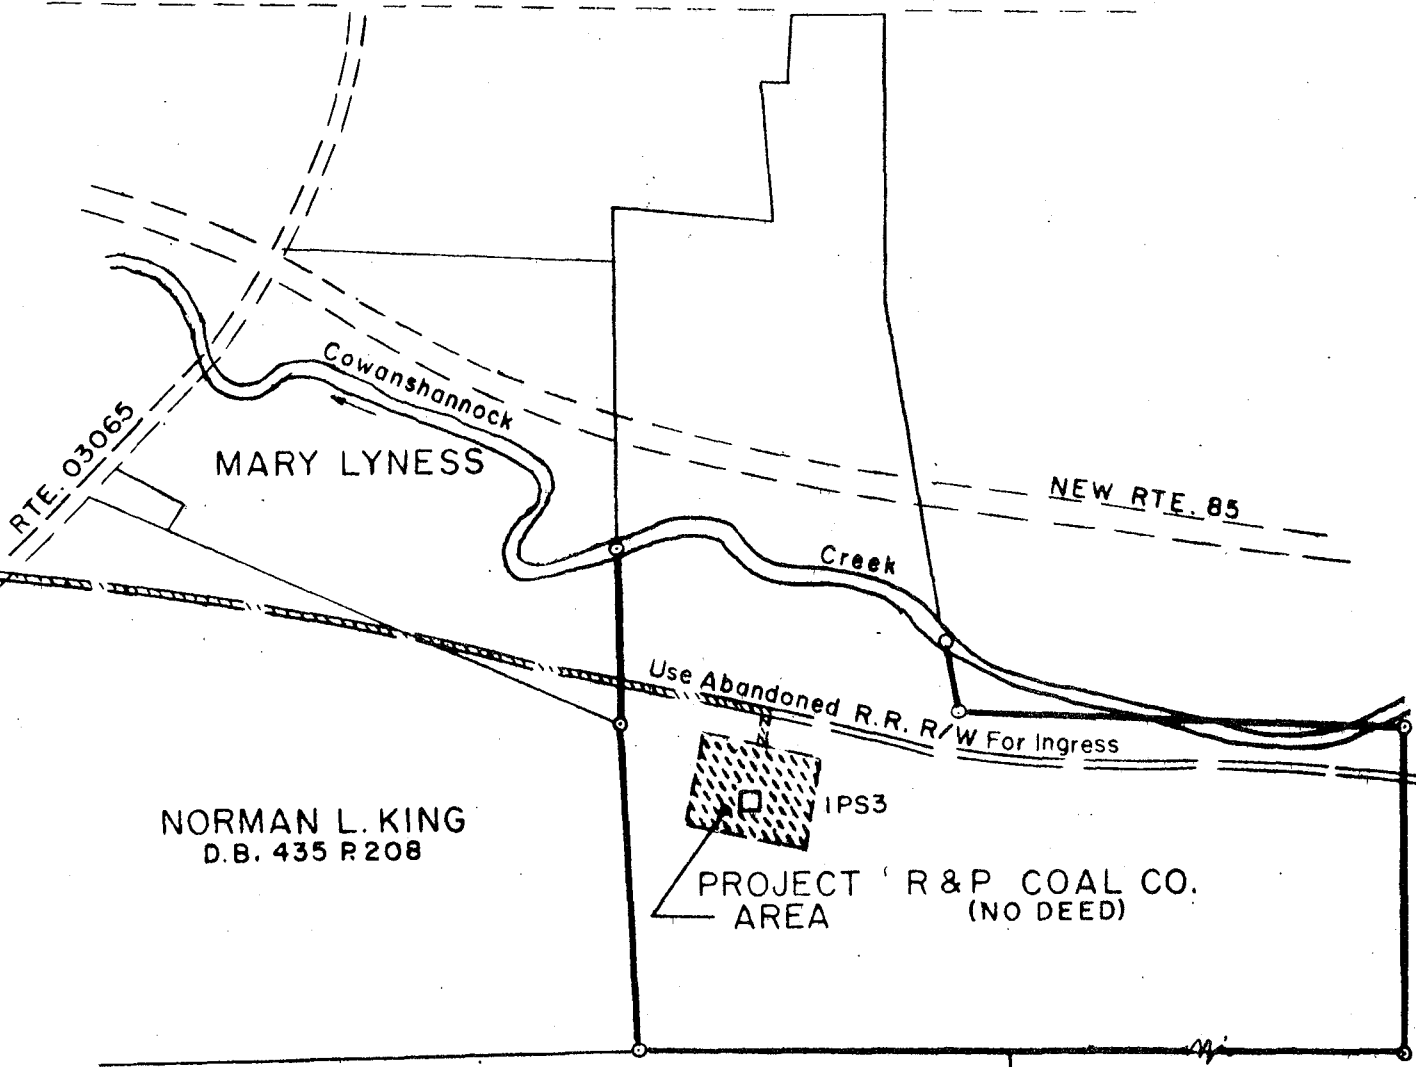 Cowanshannock
RTE. 03065
MARY LYNESS
NEW RTE. 85
Creek
Use Abandoned R.R. R/W For Ingress
IPS3
NORMAN L. KING
D.B. 435 P. 208
PROJECT
AREA
R & P COAL CO.
(NO DEED)